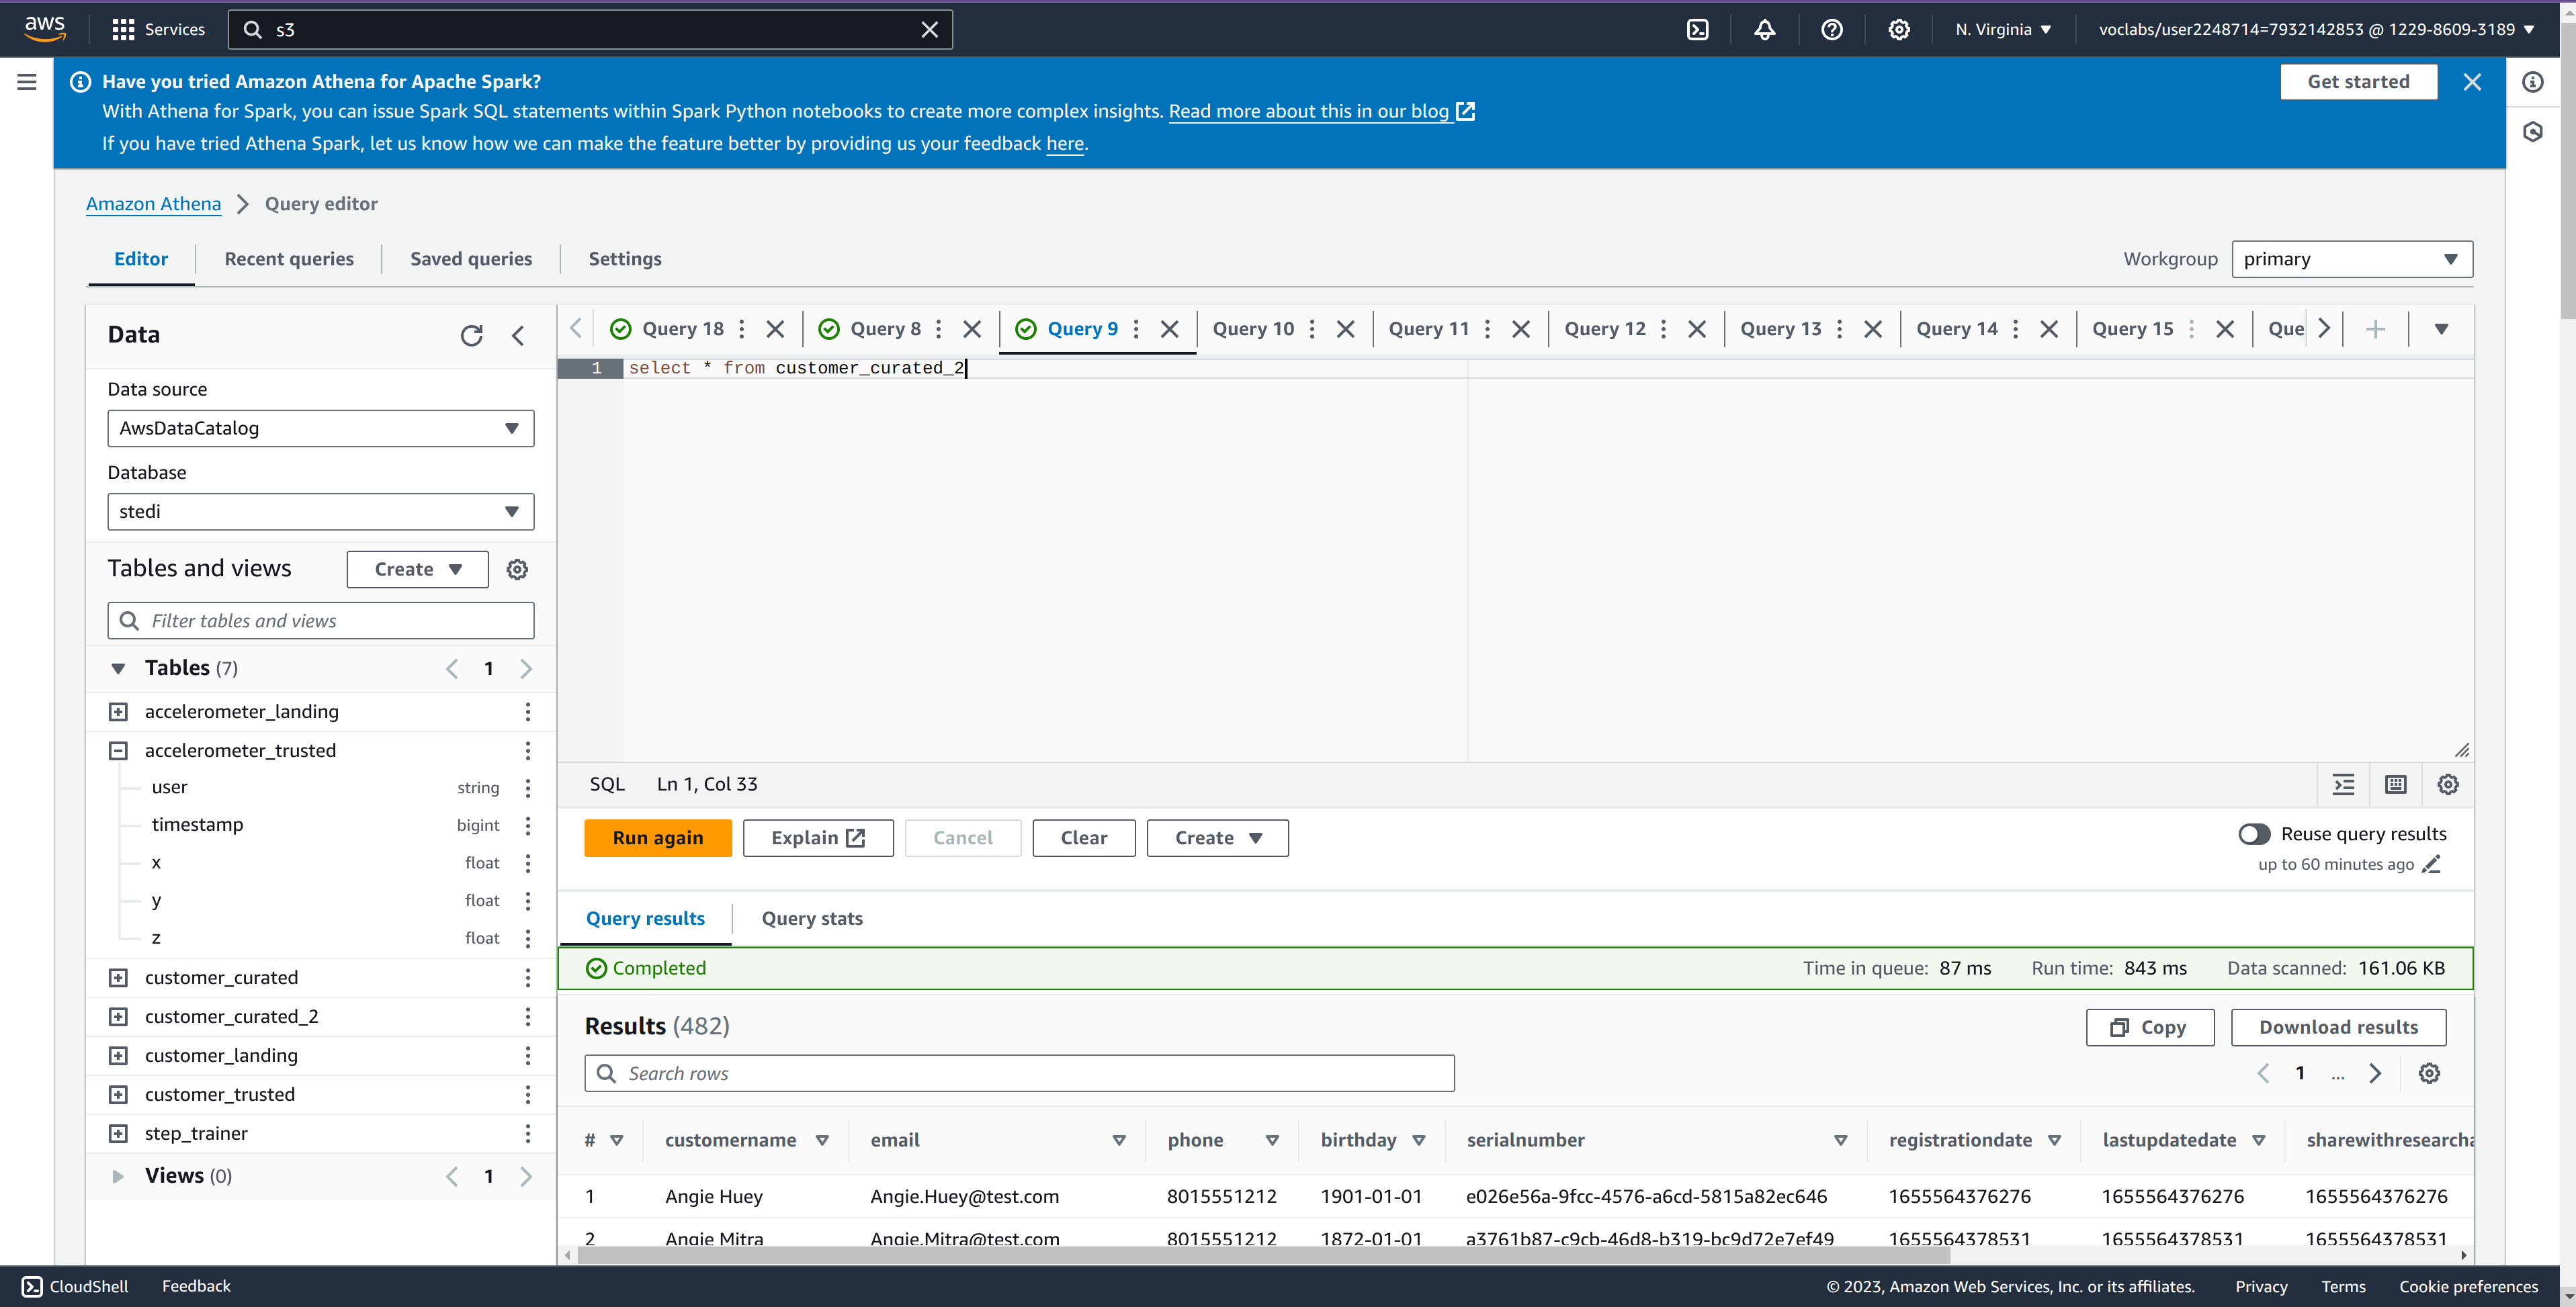 aws Services s3 N. Virginia voclabs/user2248714=7932142853 @ 1229-8609-3189
Have you tried Amazon Athena for Apache Spark?
With Athena for Spark, you can issue Spark SQL statements within Spark Python notebooks to create more complex insights. Read more about this in our blog
If you have tried Athena Spark, let us know how we can make the feature better by providing us your feedback here.
Get started
Amazon Athena Query editor
Editor Recent queries Saved queries Settings Workgroup primary
Data
Data source
AwsDataCatalog
Database
stedi
Tables and views Create
Filter tables and views
Tables (7) 1
accelerometer_landing
accelerometer_trusted
user string
timestamp bigint
x float
y float
z float
customer_curated
customer_curated_2
customer_landing
customer_trusted
step_trainer
Views (0) 1
Query 18 Query 8 Query 9 Query 10 Query 11 Query 12 Query 13 Query 14 Query 15 Que
1 select * from customer_curated_2
SQL Ln 1, Col 33
Run again Explain Cancel Clear Create Reuse query results
up to 60 minutes ago
Query results Query stats
Completed Time in queue: 87 ms Run time: 843 ms Data scanned: 161.06 KB
Results (482) Copy Download results
Search rows 1 ...
# customername email phone birthday serialnumber registrationdate lastupdatedate sharewithresearcha
1 Angie Huey Angie.Huey@test.com 8015551212 1901-01-01 e026e56a-9fcc-4576-a6cd-5815a82ec646 1655564376276 1655564376276 1655564376276
2 Angie Mitra Angie.Mitra@test.com 8015551212 1872-01-01 a3761b87-c9cb-46d8-b319-bc9d72e7ef49 1655564378531 1655564378531 1655564378531
CloudShell Feedback © 2023, Amazon Web Services, Inc. or its affiliates. Privacy Terms Cookie preferences